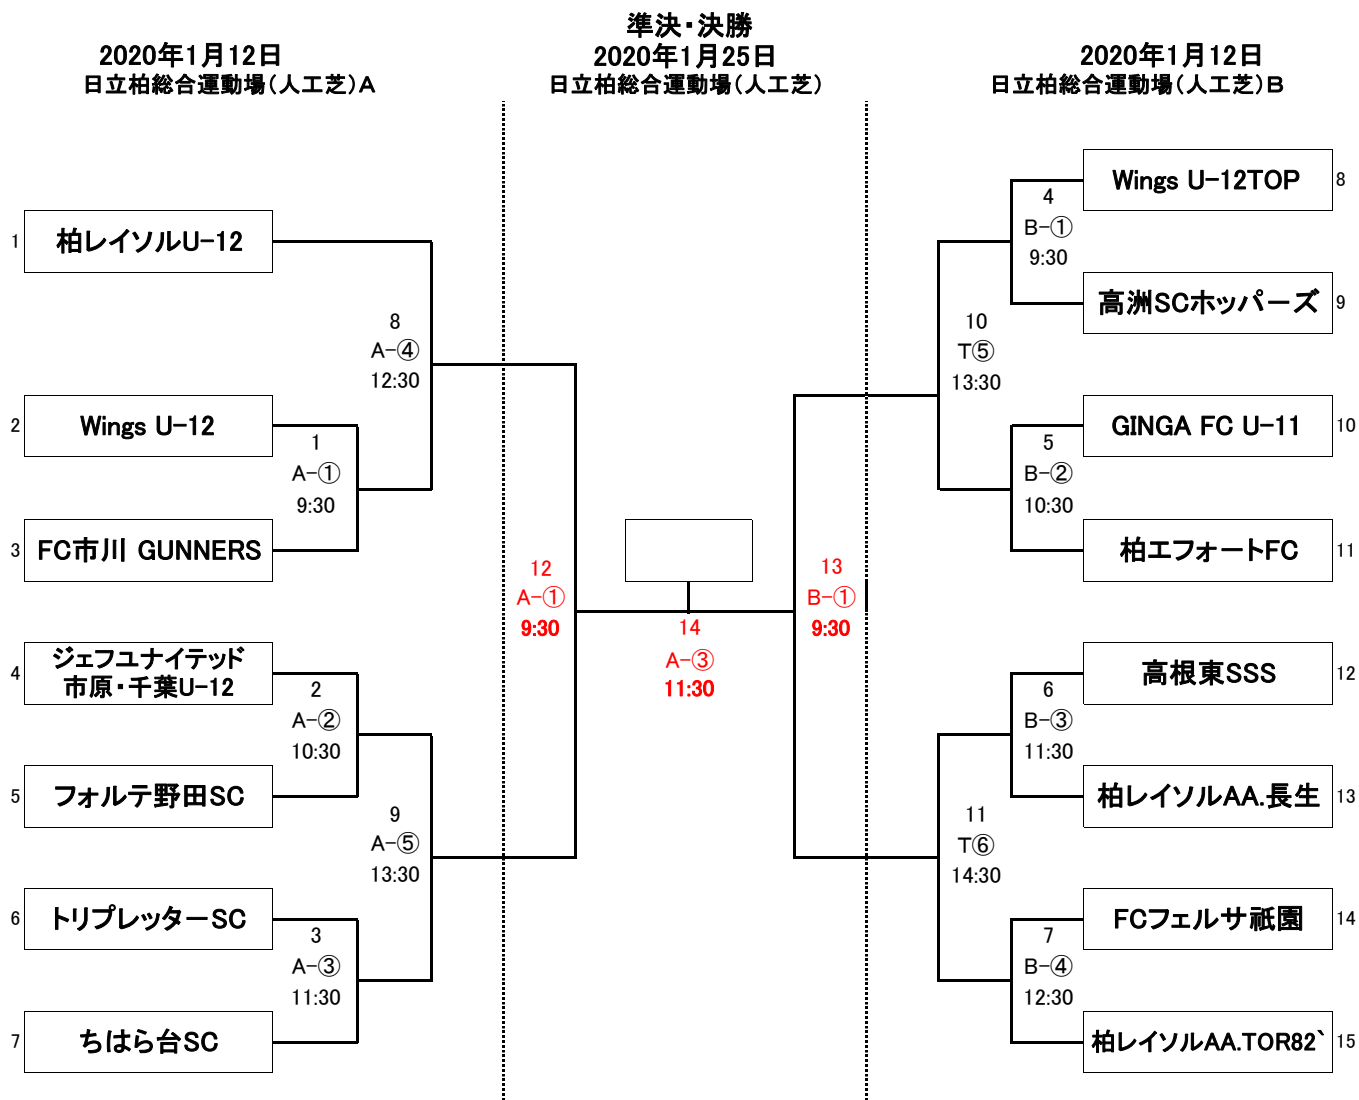 準決・決勝
2020年1月12日
2020年1月25日
2020年1月12日
日立柏総合運動場(人工芝)A
日立柏総合運動場(人工芝)
日立柏総合運動場(人工芝)B
1
柏レイソルU-12
8
A-④
12:30
2
Wings U-12
1
A-①
9:30
3
FC市川 GUNNERS
4
ジェフユナイテッド
市原・千葉U-12
2
A-②
10:30
5
フォルテ野田SC
9
A-⑤
13:30
6
トリプレッターSC
3
A-③
11:30
7
ちはら台SC
12
A-①
9:30
14
A-③
11:30
13
B-①
9:30
Wings U-12TOP
8
4
B-①
9:30
高洲SCホッパーズ
9
10
T⑤
13:30
GINGA FC U-11
10
5
B-②
10:30
柏エフォートFC
11
高根東SSS
12
6
B-③
11:30
柏レイソルAA.長生
13
11
T⑥
14:30
FCフェルサ祇園
14
7
B-④
12:30
柏レイソルAA.TOR82`
15